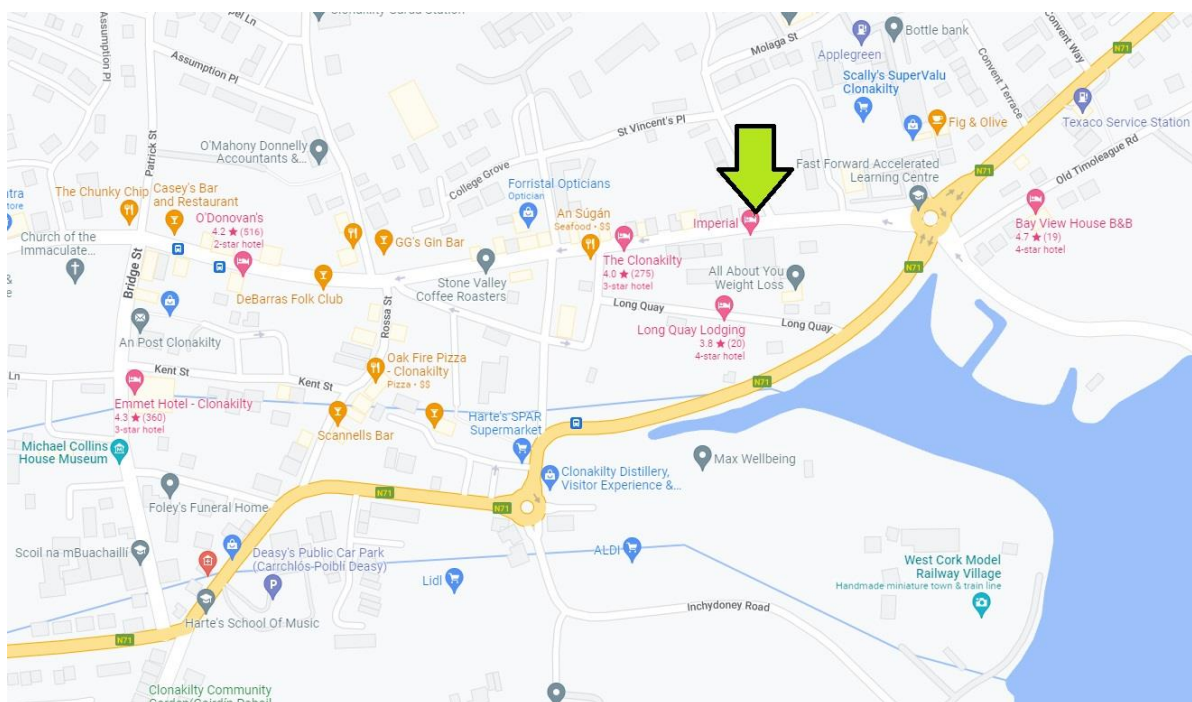 Clonakilty Garda Station
Assumption Pl
Assumption Pl
Molaga St
Bottle bank
Applegreen
Convent Way
N71
Scally's SuperValu
Clonakilty
Convent Terrace
Texaco Service Station
Fig & Olive
Old Timoleague Rd
St Vincent's Pl
O'Mahony Donnelly
Accountants &...
Patrick St
College Grove
Fast Forward Accelerated
Learning Centre
Forristal Opticians
Optician
The Chunky Chip
Casey's Bar
and Restaurant
O'Donovan's
4.2 ★ (516)
2-star hotel
An Súgán
Seafood • $$
Imperial
Bay View House B&B
4.7 ★ (19)
4-star hotel
Church of the
Immaculate...
GG's Gin Bar
The Clonakilty
4.0 ★ (275)
3-star hotel
N71
Bridge St
Stone Valley
Coffee Roasters
All About You
Weight Loss
DeBarras Folk Club
Rossa St
Long Quay
Long Quay
Long Quay Lodging
3.8 ★ (20)
4-star hotel
An Post Clonakilty
Oak Fire Pizza
- Clonakilty
Pizza • $$
Ln
Kent St
Kent St
N71
Emmet Hotel - Clonakilty
4.3 ★ (360)
3-star hotel
Harte's SPAR
Supermarket
Scannells Bar
Michael Collins
House Museum
Max Wellbeing
Clonakilty Distillery,
Visitor Experience &...
N71
N71
Foley's Funeral Home
Scoil na mBuachailli
Deasy's Public Car Park
(Carrchlós-Poiblí Deasy)
ALDI
Lidl
West Cork Model
Railway Village
Handmade miniature town & train line
Inchydoney Road
Harte's School Of Music
N71
Clonakilty Community